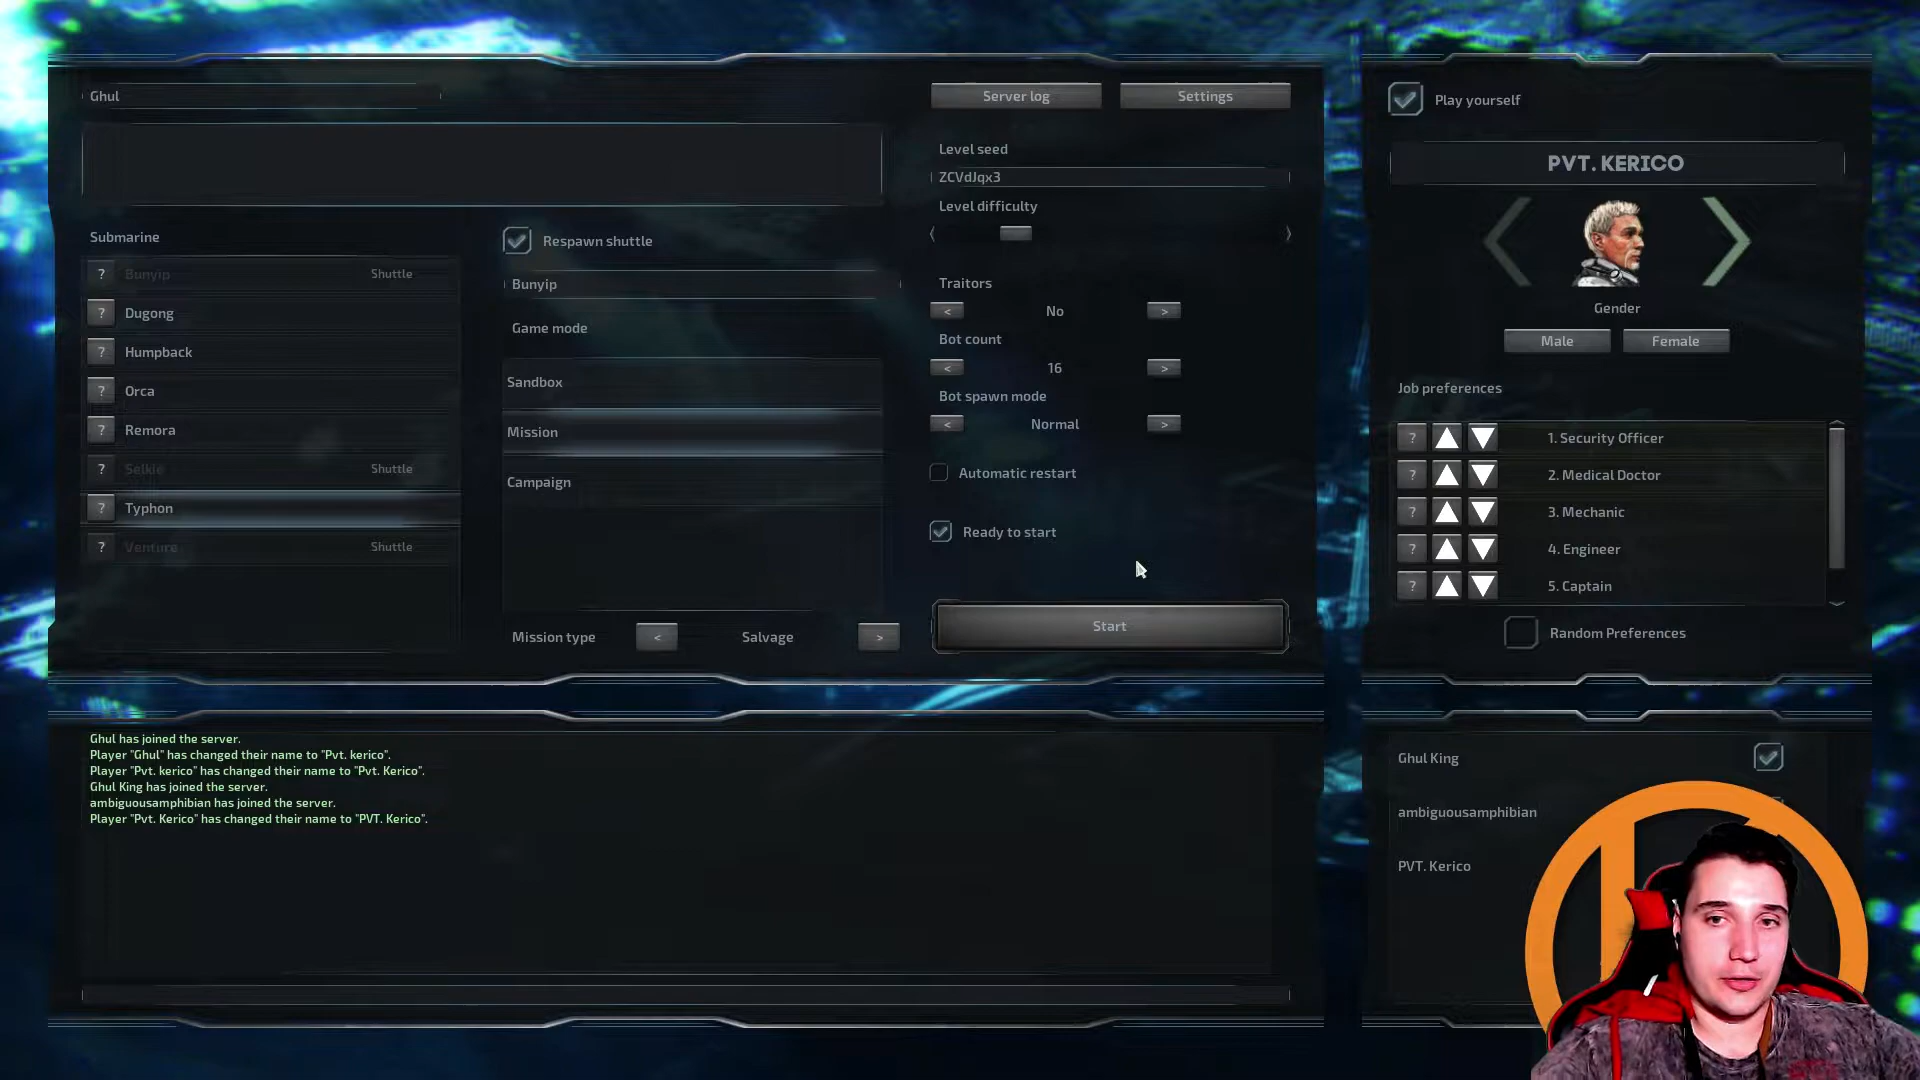 Ghul
Server log
Settings
Level seed
ZCVdJqx3
Level difficulty
Submarine
? Bunyip Shuttle
? Dugong
? Humpback
? Orca
? Remora
? Selkie Shuttle
? Typhon
? Venture Shuttle
Respawn shuttle
Bunyip
Game mode
Sandbox
Mission
Campaign
Mission type < Salvage >
Traitors
< No >
Bot count
< 16 >
Bot spawn mode
< Normal >
Automatic restart
Ready to start
Start
Play yourself
PVT. KERICO
Gender
Male Female
Job preferences
? 1. Security Officer
? 2. Medical Doctor
? 3. Mechanic
? 4. Engineer
? 5. Captain
Random Preferences
Ghul has joined the server.
Player "Ghul" has changed their name to "Pvt. kerico".
Player "Pvt. kerico" has changed their name to "Pvt. Kerico".
Ghul King has joined the server.
ambiguousamphibian has joined the server.
Player "Pvt. Kerico" has changed their name to "PVT. Kerico".
Ghul King
ambiguousamphibian
PVT. Kerico